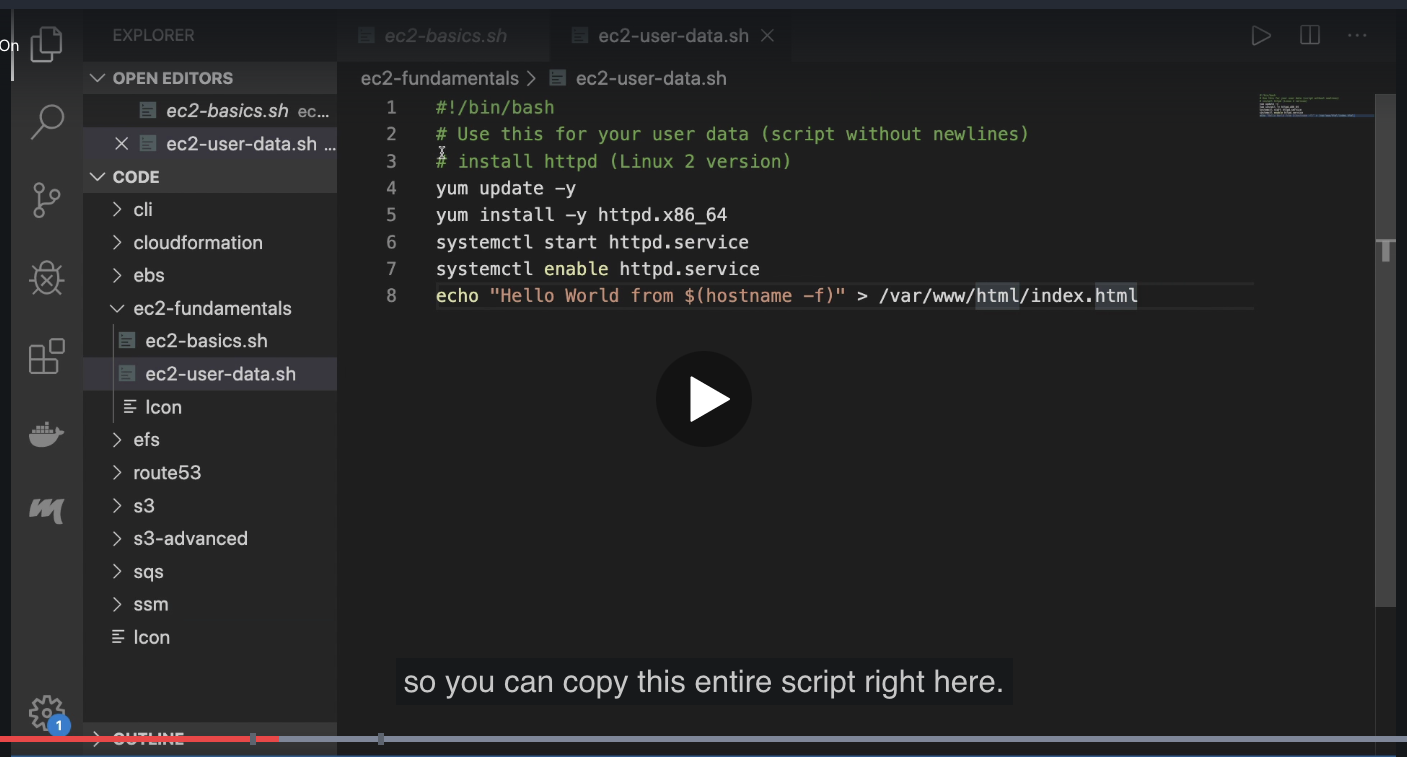 On
EXPLORER
ec2-basics.sh
ec2-user-data.sh
OPEN EDITORS
ec2-basics.sh ec...
ec2-user-data.sh ...
CODE
cli
cloudformation
ebs
ec2-fundamentals
ec2-basics.sh
ec2-user-data.sh
Icon
efs
route53
s3
s3-advanced
sqs
ssm
Icon
OUTLINE
1
ec2-fundamentals > ec2-user-data.sh
1 #!/bin/bash
2 # Use this for your user data (script without newlines)
3 # install httpd (Linux 2 version)
4 yum update -y
5 yum install -y httpd.x86_64
6 systemctl start httpd.service
7 systemctl enable httpd.service
8 echo "Hello World from $(hostname -f)" > /var/www/html/index.html
T
so you can copy this entire script right here.